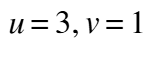 u = 3, v = 1